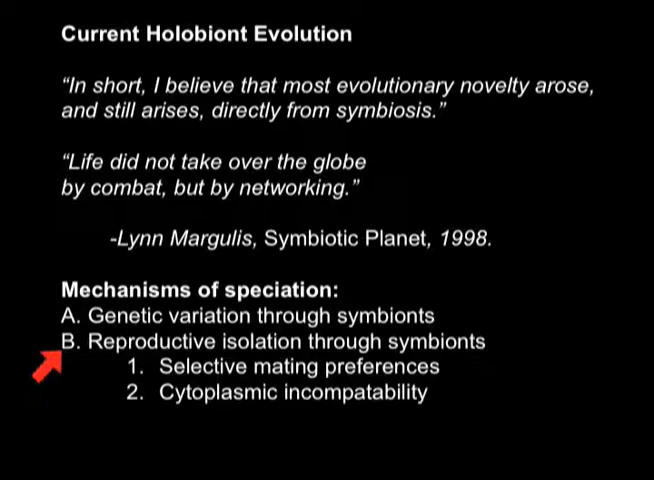 Current Holobiont Evolution
“In short, I believe that most evolutionary novelty arose,
and still arises, directly from symbiosis.”
“Life did not take over the globe
by combat, but by networking.”
-Lynn Margulis, Symbiotic Planet, 1998.
Mechanisms of speciation:
A. Genetic variation through symbionts
B. Reproductive isolation through symbionts
1. Selective mating preferences
2. Cytoplasmic incompatability